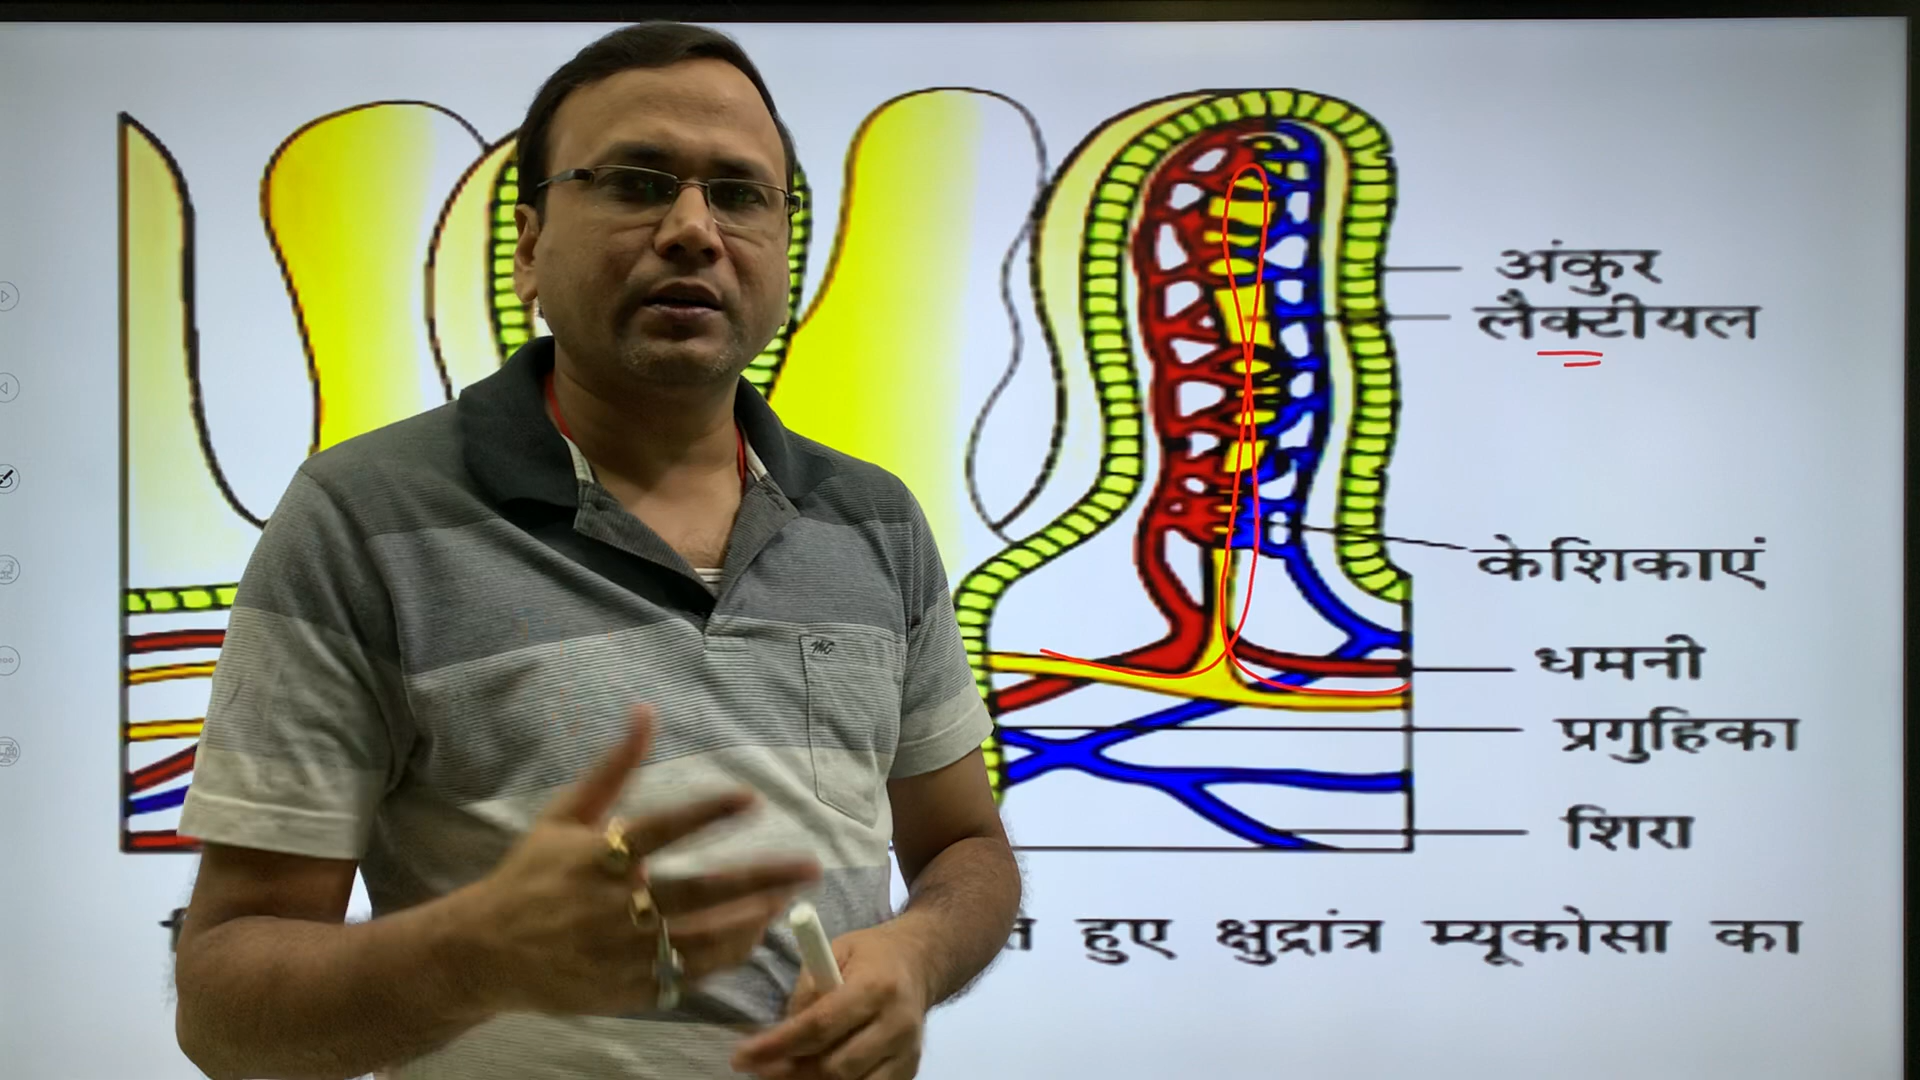 अंकुर
लैक्टीयल
केशिकाएं
धमनी
प्रगुहिका
शिरा
हुए क्षुद्रांत्र म्यूकोसा का